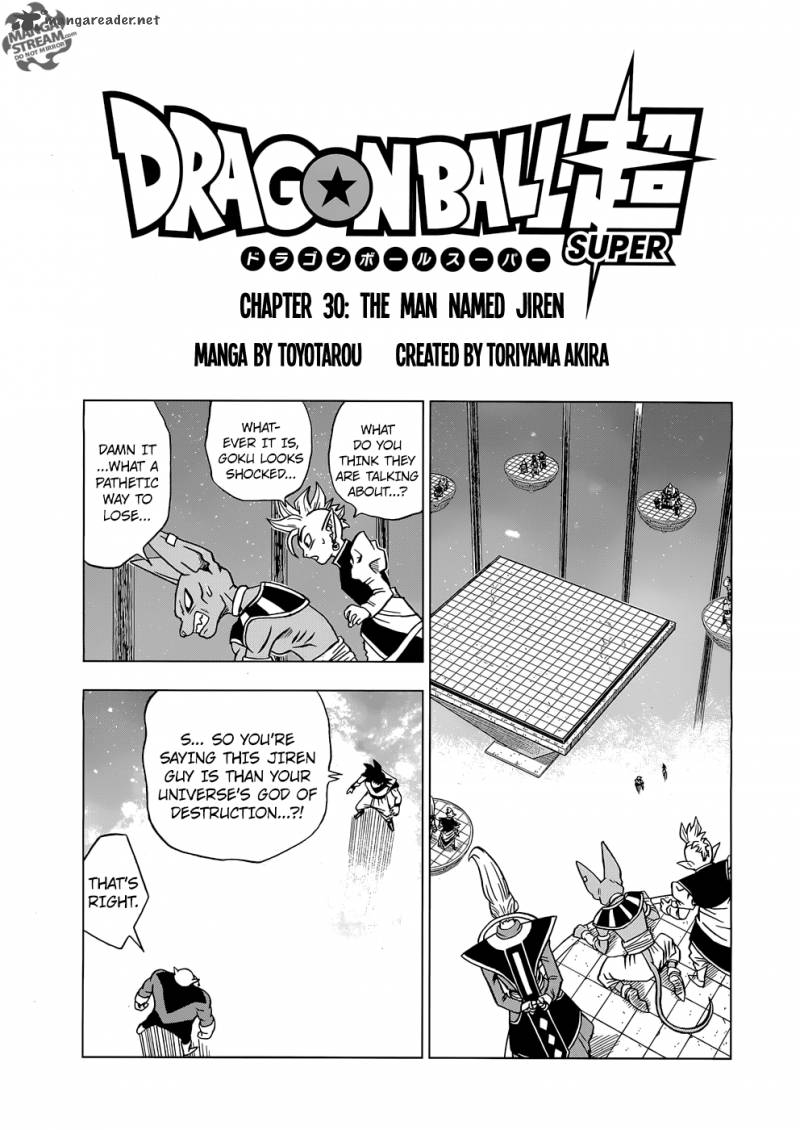 mangareader.net
MANGA
STREAM.com
DO NOT MIRROR
DRAGON BALL 超
SUPER
ドラゴンボールスーパー
CHAPTER 30: THE MAN NAMED JIREN
MANGA BY TOYOTAROU CREATED BY TORIYAMA AKIRA
WHAT
DO YOU
THINK THEY
ARE TALKING
ABOUT...?
WHAT-
EVER IT IS,
GOKU LOOKS
SHOCKED...
DAMN IT
...WHAT A
PATHETIC
WAY TO
LOSE...
S... SO YOU'RE
SAYING THIS JIREN
GUY IS THAN YOUR
UNIVERSE'S GOD OF
DESTRUCTION...?!
THAT'S
RIGHT.